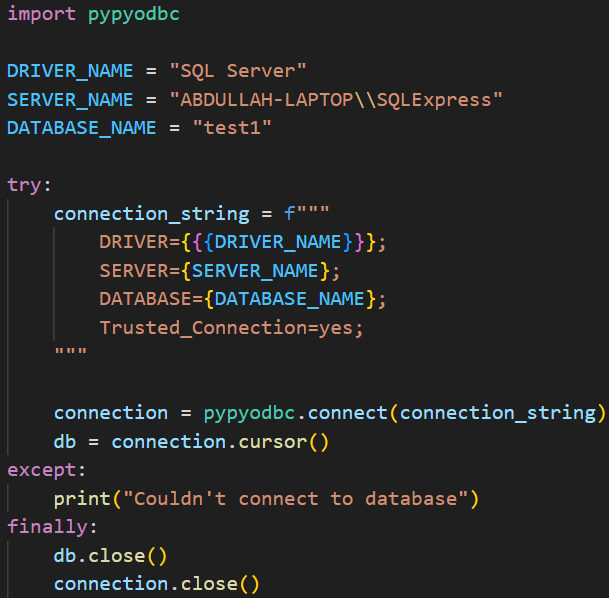 import pypyodbc
DRIVER_NAME = "SQL Server"
SERVER_NAME = "ABDULLAH-LAPTOP\\SQLExpress"
DATABASE_NAME = "test1"
try:
    connection_string = f"""
        DRIVER={{{DRIVER_NAME}}};
        SERVER={SERVER_NAME};
        DATABASE={DATABASE_NAME};
        Trusted_Connection=yes;
    """
    connection = pypyodbc.connect(connection_string)
    db = connection.cursor()
except:
    print("Couldn't connect to database")
finally:
    db.close()
    connection.close()